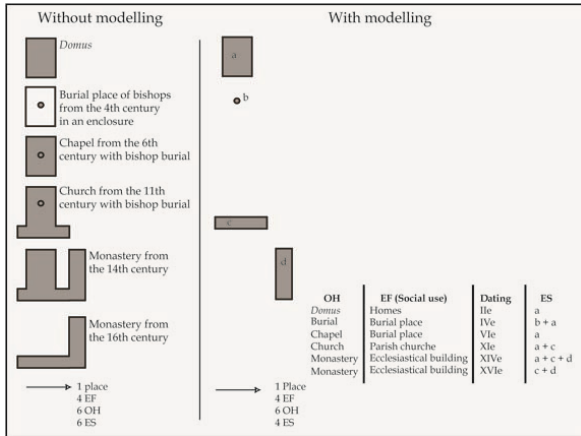 Without modelling
Domus
Burial place of bishops
from the 4th century
in an enclosure
Chapel from the 6th
century with bishop burial
Church from the 11th
century with bishop burial
Monastery from
the 14th century
Monastery from
the 16th century
1 place
4 EF
6 OH
6 ES
With modelling
a
b
c
d
OH EF (Social use) Dating ES
Domus Homes IIe a
Burial Burial place IVe b + a
Chapel Burial place VIe a
Church Parish churche XIe a + c
Monastery Ecclesiastical building XIVe a + c + d
Monastery Ecclesiastical building XVIe c + d
1 Place
4 EF
6 OH
4 ES